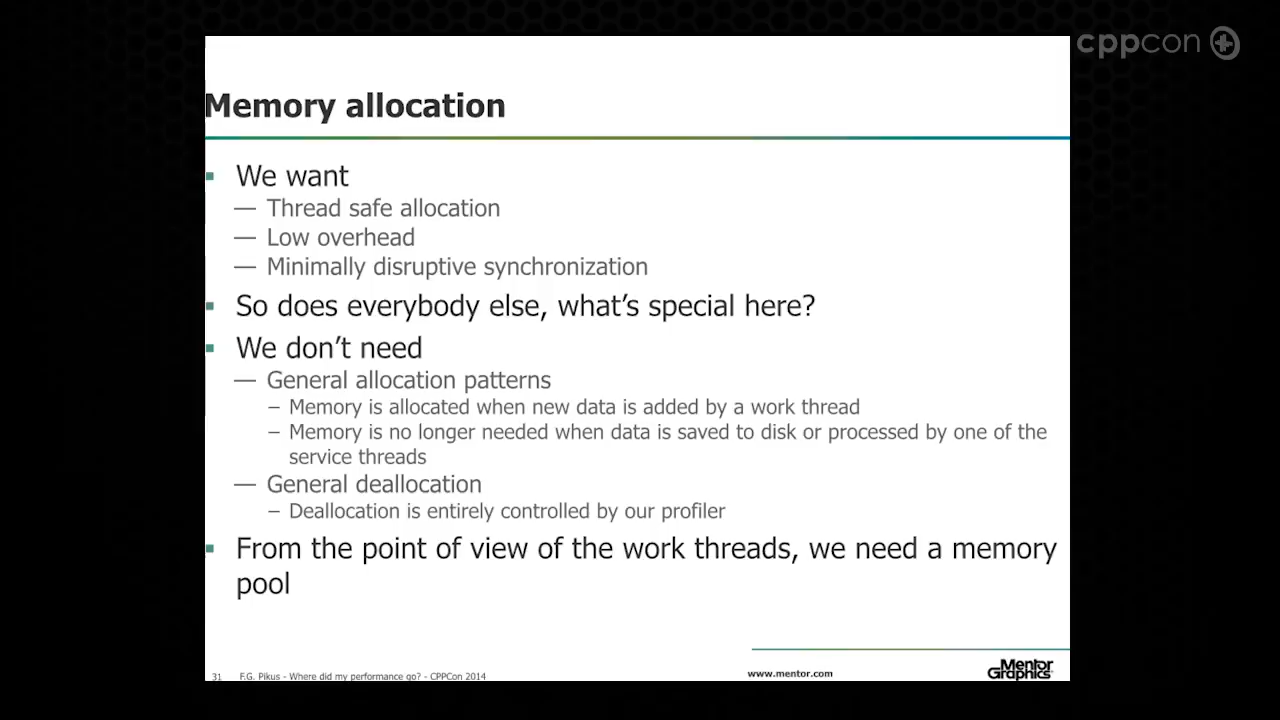 cppcon
Memory allocation
▪ We want
— Thread safe allocation
— Low overhead
— Minimally disruptive synchronization
▪ So does everybody else, what's special here?
▪ We don't need
— General allocation patterns
– Memory is allocated when new data is added by a work thread
– Memory is no longer needed when data is saved to disk or processed by one of the
service threads
— General deallocation
– Deallocation is entirely controlled by our profiler
▪ From the point of view of the work threads, we need a memory
pool
31 F.G. Pikus - Where did my performance go? - CPPCon 2014
www.mentor.com
Mentor
Graphics